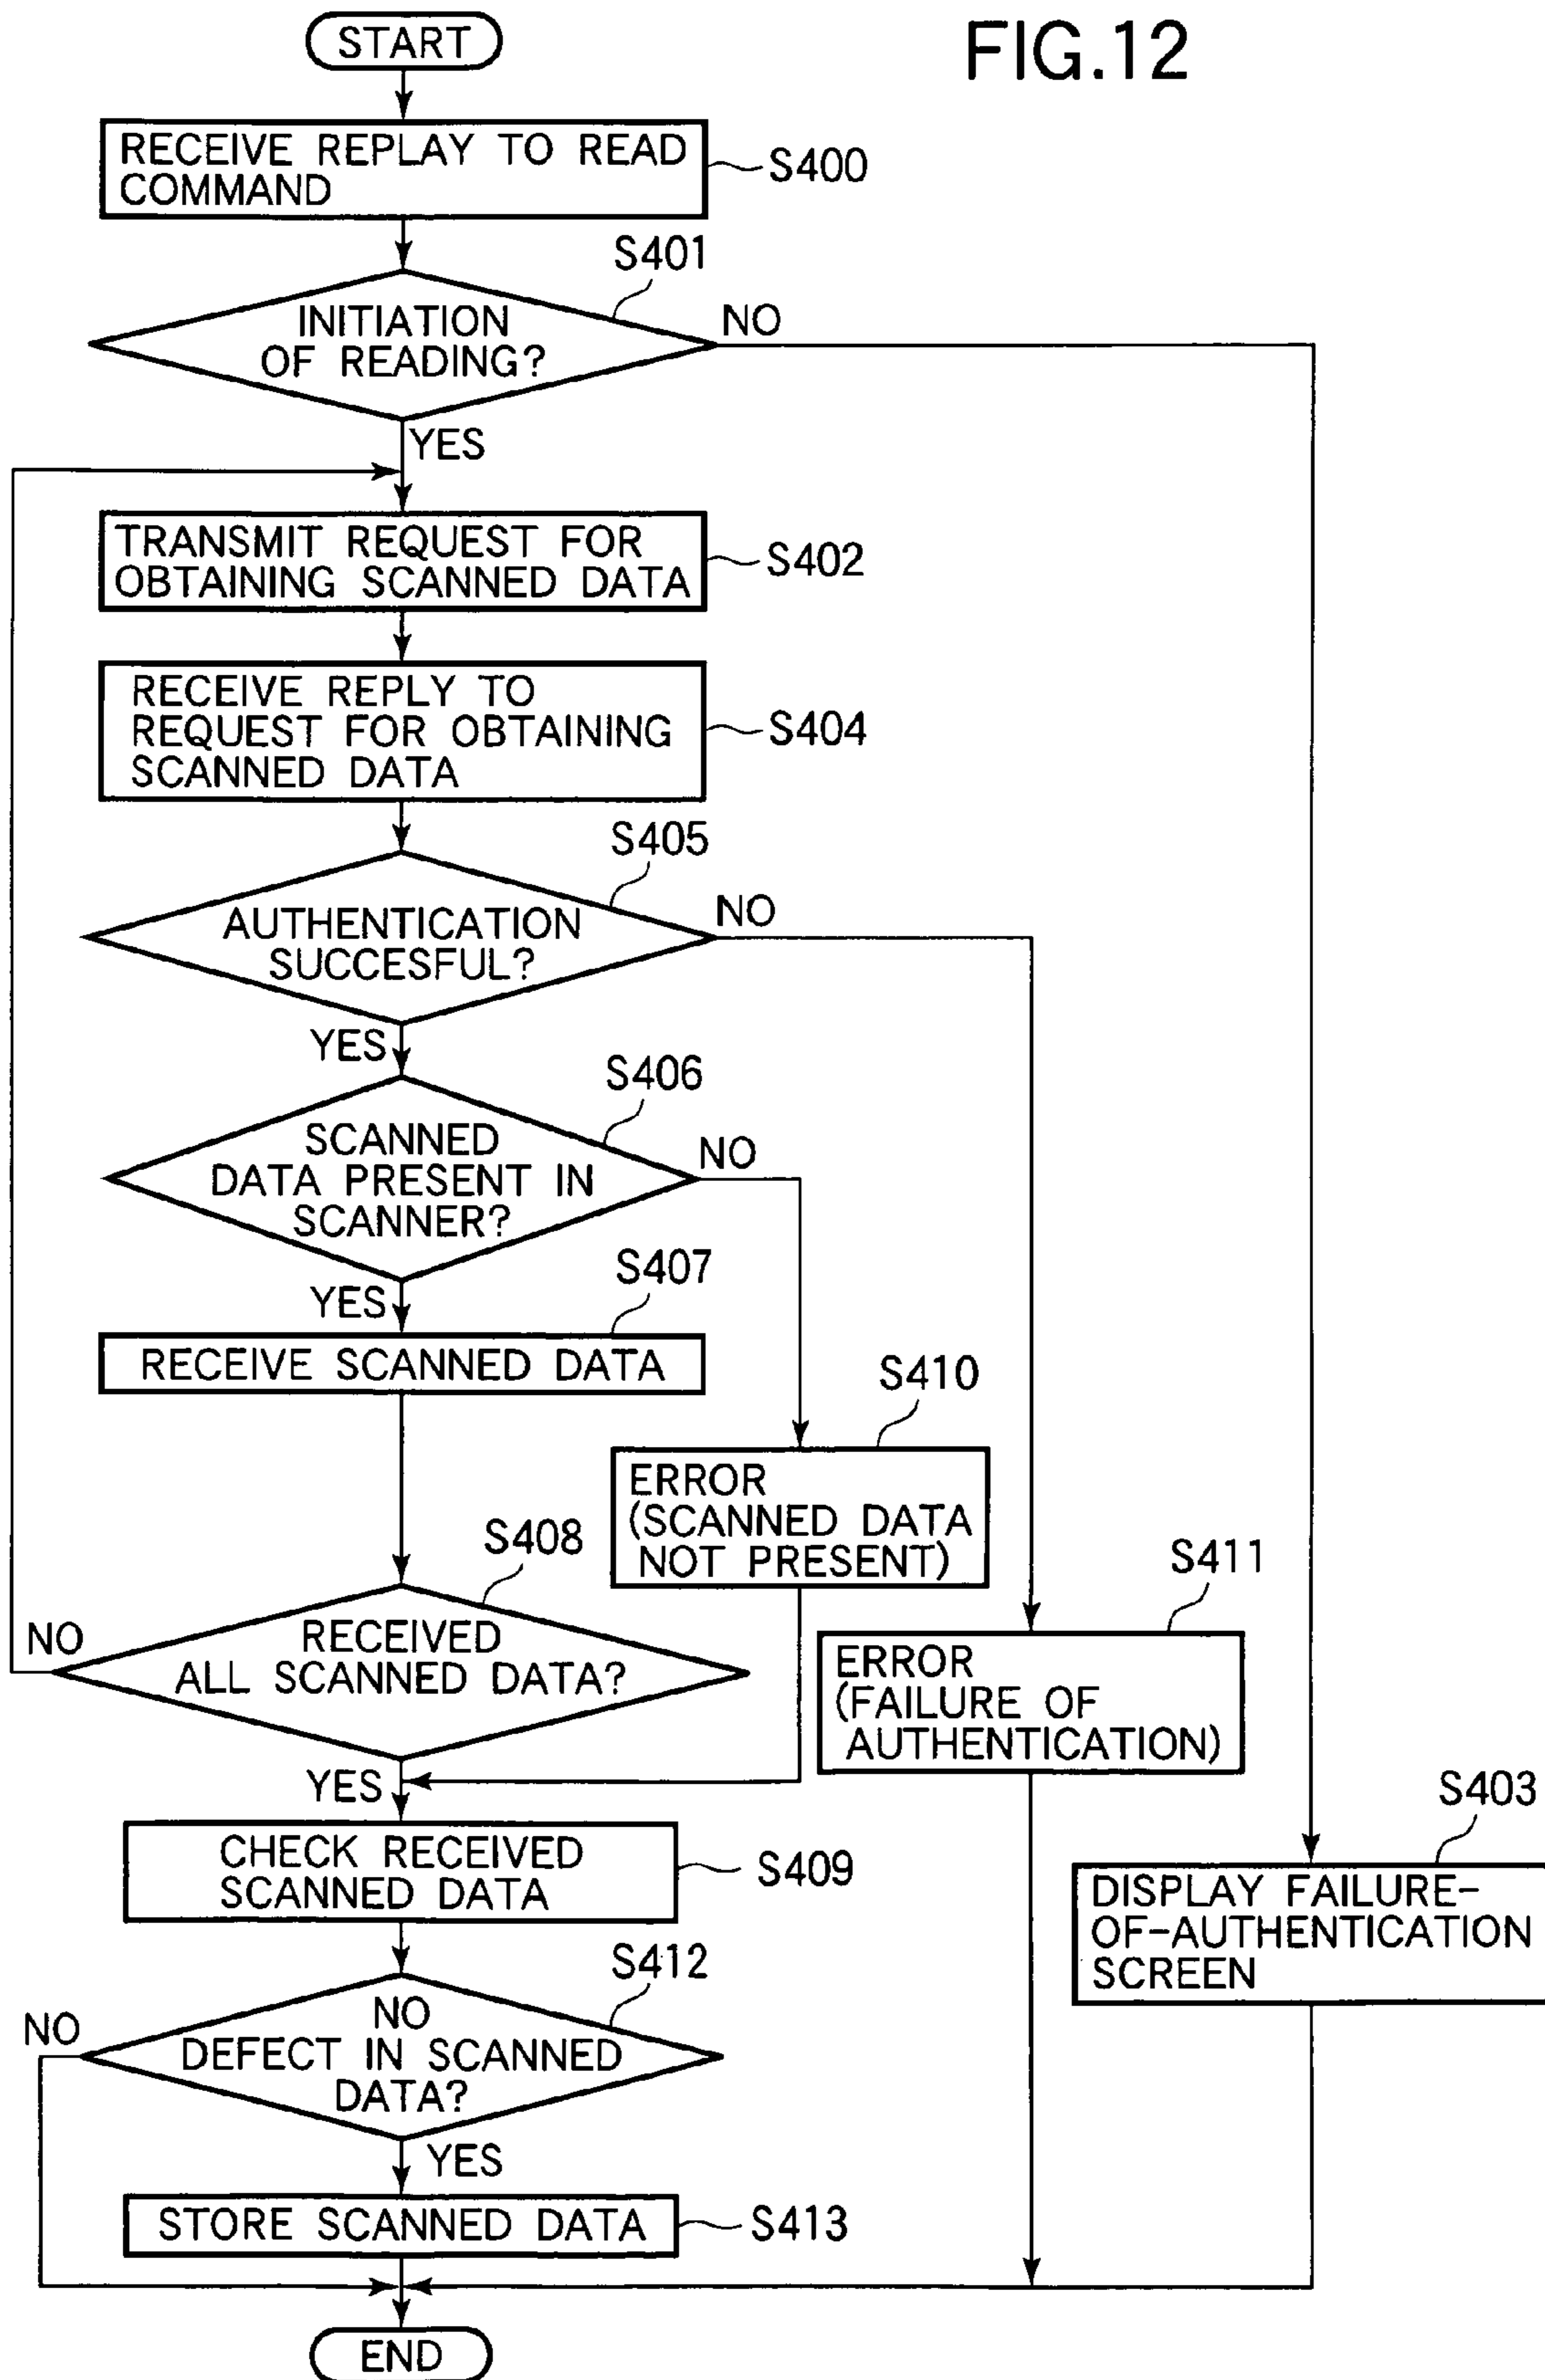 FIG.12
START
RECEIVE REPLAY TO READ
COMMAND
S400
S401
INITIATION
OF READING?
NO
YES
TRANSMIT REQUEST FOR
OBTAINING SCANNED DATA
S402
RECEIVE REPLY TO
REQUEST FOR OBTAINING
SCANNED DATA
S404
S405
AUTHENTICATION
SUCCESFUL?
NO
YES
S406
SCANNED
DATA PRESENT IN
SCANNER?
NO
YES
S407
RECEIVE SCANNED DATA
S410
ERROR
(SCANNED DATA
NOT PRESENT)
S408
RECEIVED
ALL SCANNED DATA?
NO
YES
S411
ERROR
(FAILURE OF
AUTHENTICATION)
S403
DISPLAY FAILURE-
OF-AUTHENTICATION
SCREEN
CHECK RECEIVED
SCANNED DATA
S409
S412
NO
DEFECT IN SCANNED
DATA?
NO
YES
STORE SCANNED DATA
S413
END